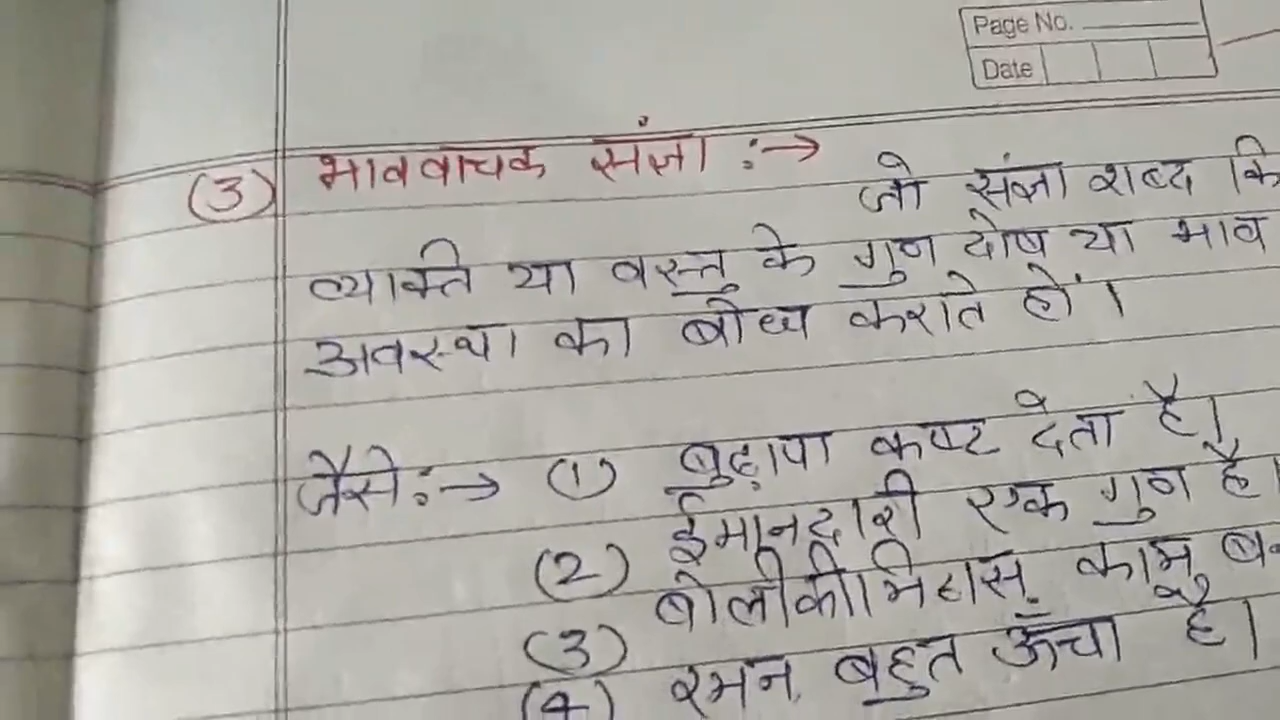 Page No.
Date
(3) भाववाचक संज्ञा :→
जो संज्ञा शब्द कि
व्यक्ति या वस्तु के गुण दोष या भाव
अवस्था का बोध कराते हों।
जैसे:→ (1) बुढ़ापा कष्ट देता है।
(2) ईमानदारी एक गुण है।
(3) बोली की मिठास काम
(4) रमन बहुत ऊँचा है।